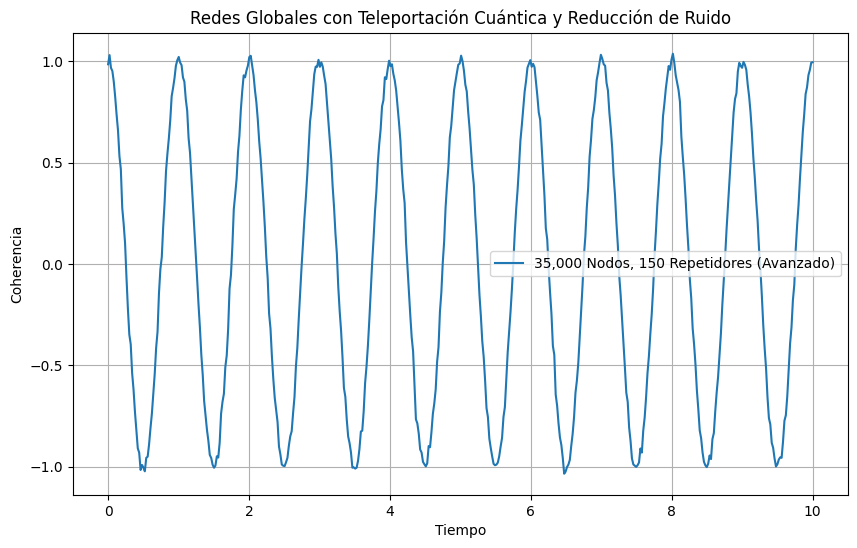 Redes Globales con Teleportación Cuántica y Reducción de Ruido
Coherencia
1.0
0.5
0.0
−0.5
−1.0
35,000 Nodos, 150 Repetidores (Avanzado)
0
2
4
6
8
10
Tiempo